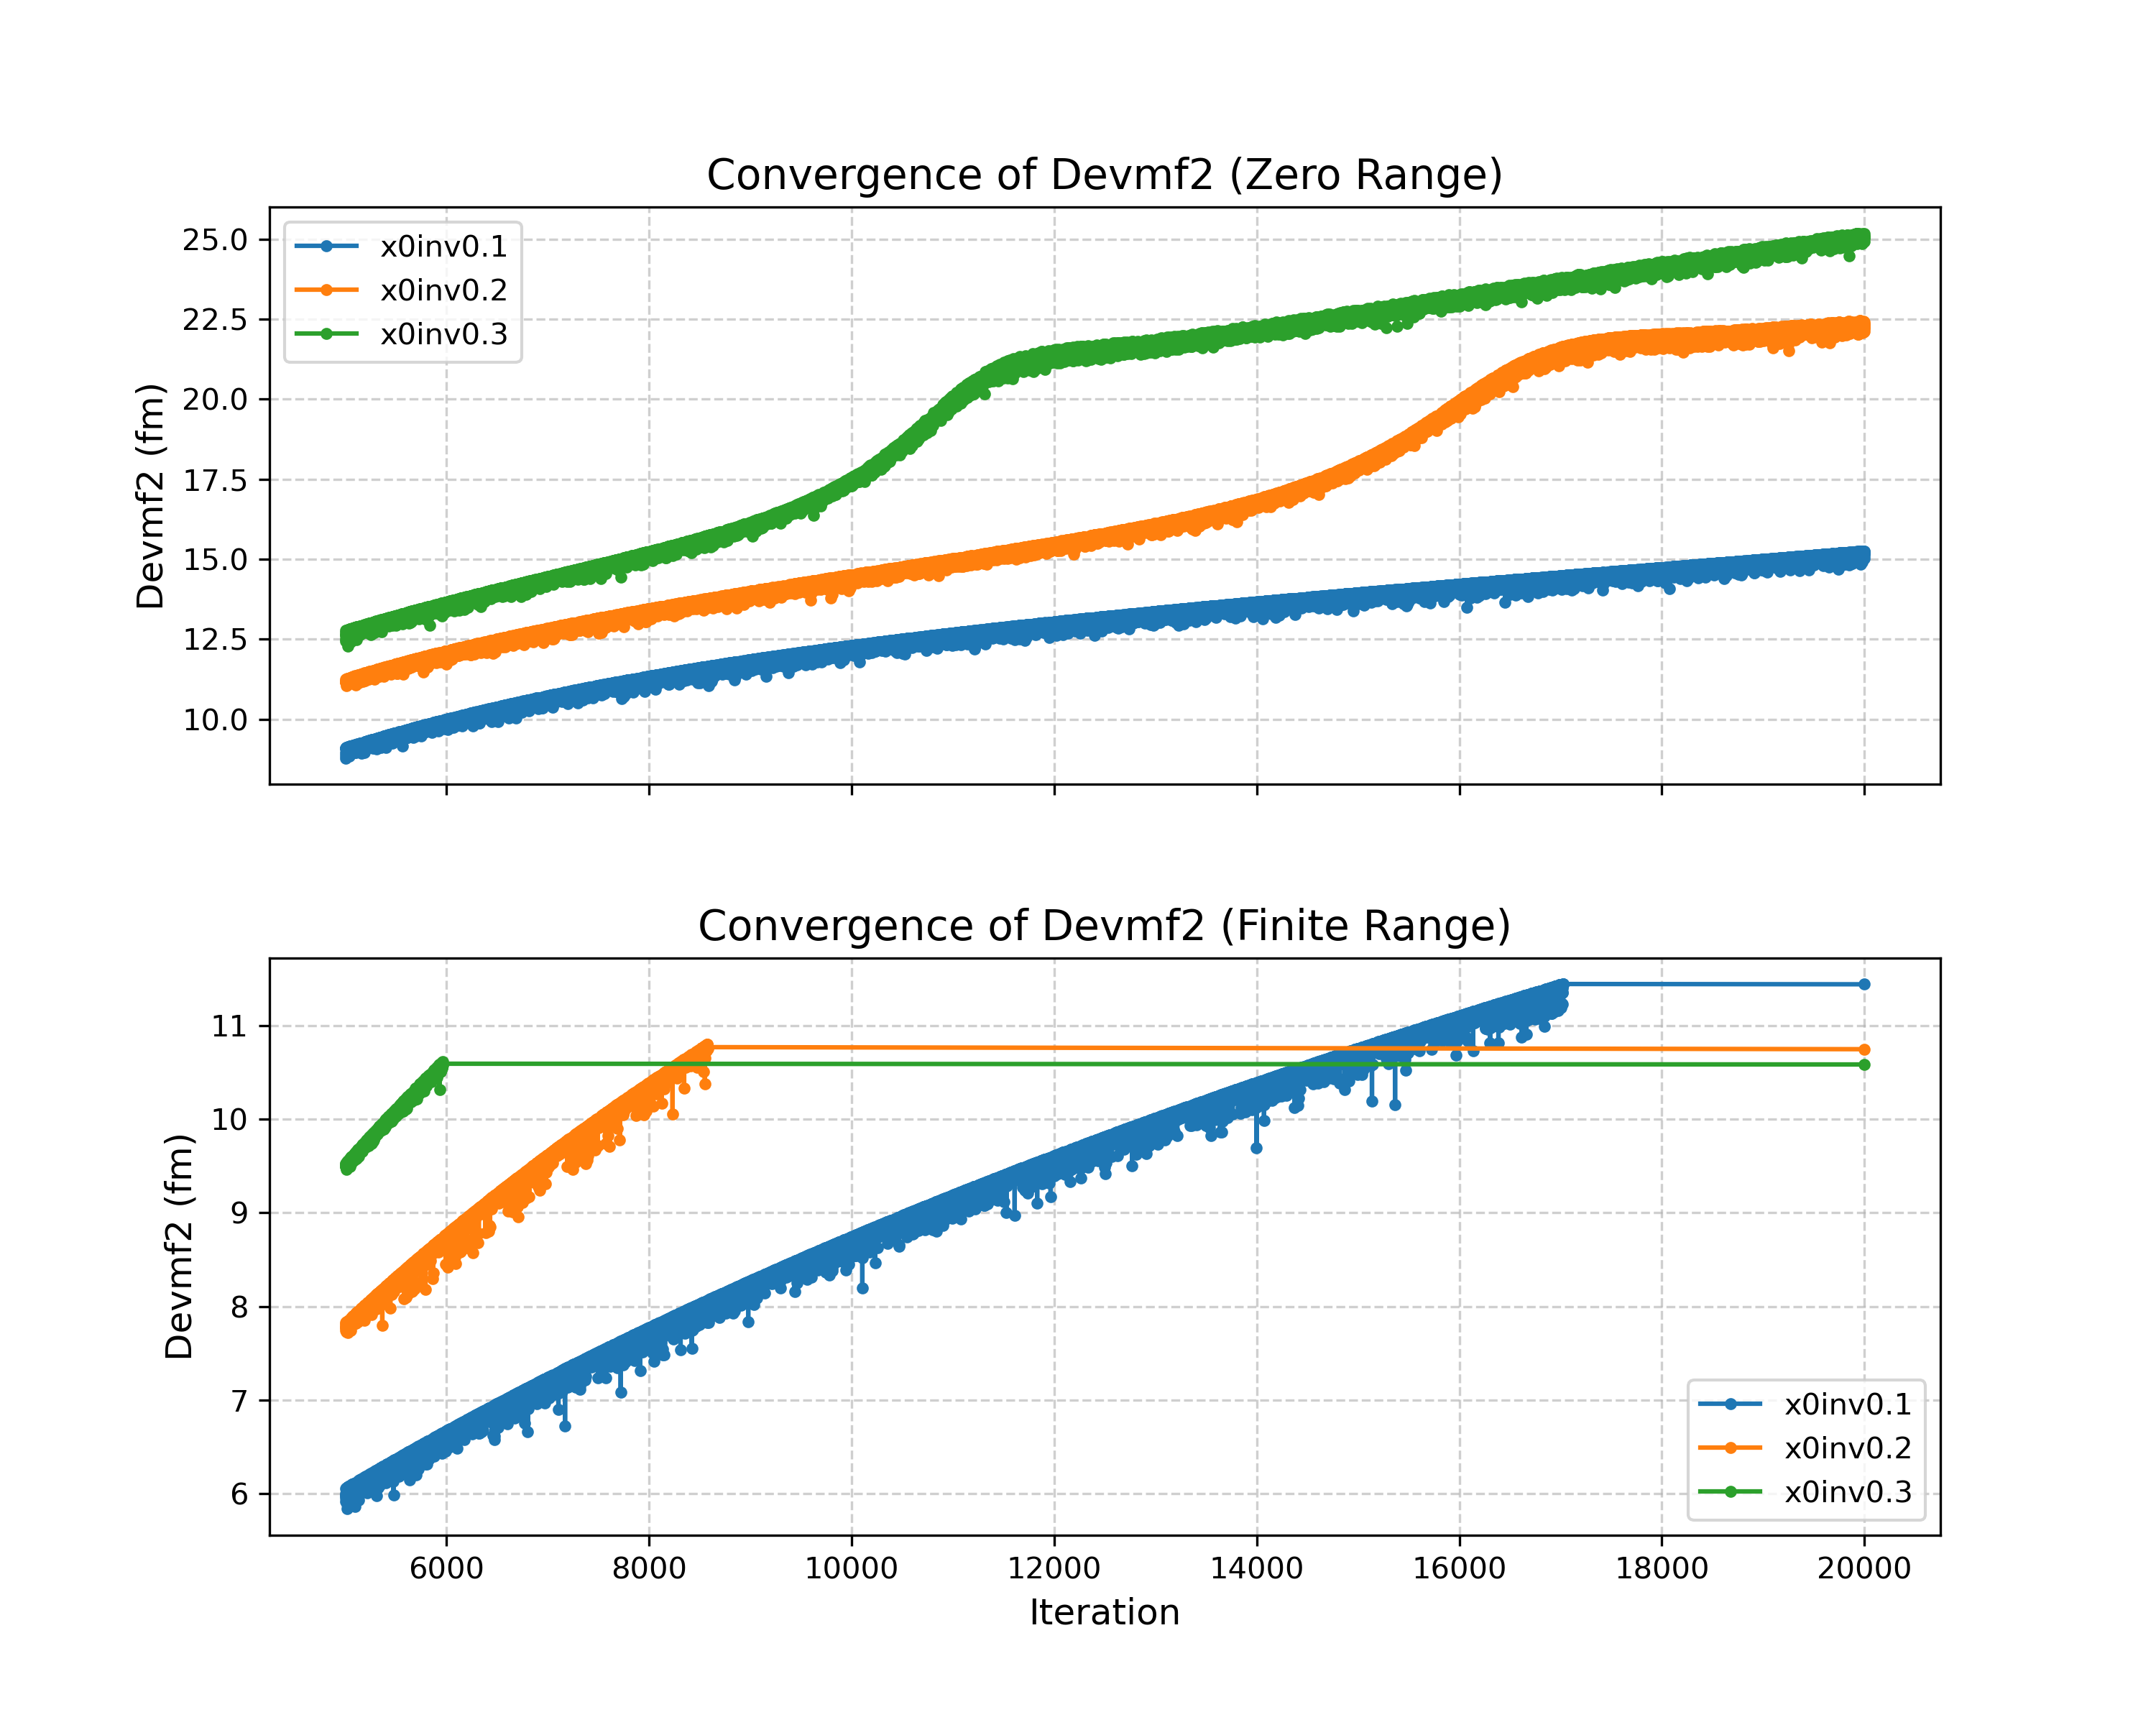 Convergence of Devmf2 (Zero Range)
Devmf2 (fm)
25.0
22.5
20.0
17.5
15.0
12.5
10.0
x0inv0.1
x0inv0.2
x0inv0.3
Convergence of Devmf2 (Finite Range)
Devmf2 (fm)
11
10
9
8
7
6
x0inv0.1
x0inv0.2
x0inv0.3
6000 8000 10000 12000 14000 16000 18000 20000
Iteration